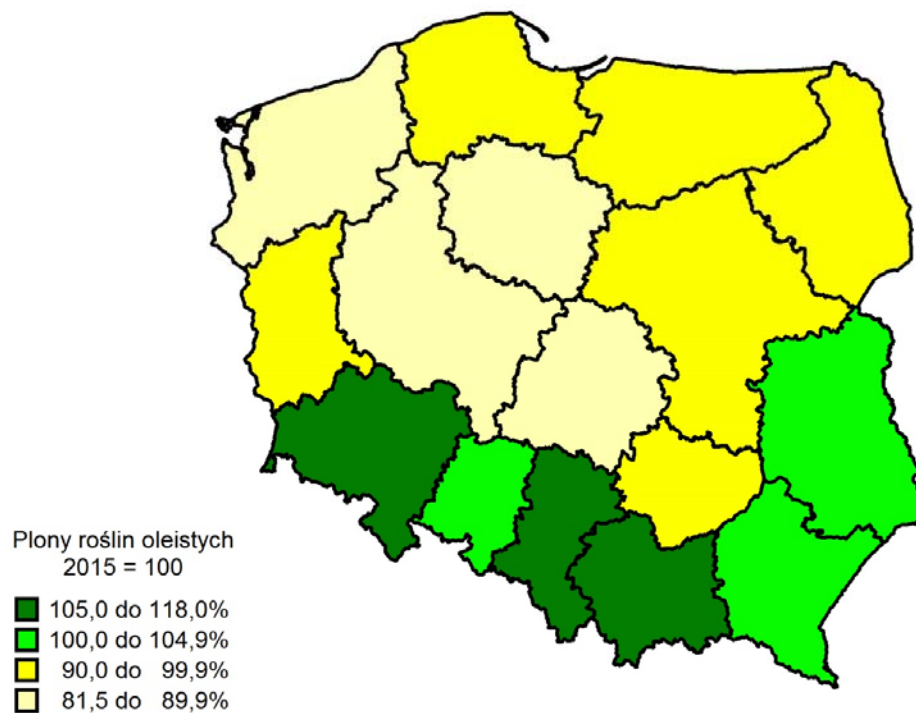 Plony roślin oleistych
2015 = 100
105,0 do 118,0%
100,0 do 104,9%
90,0 do 99,9%
81,5 do 89,9%